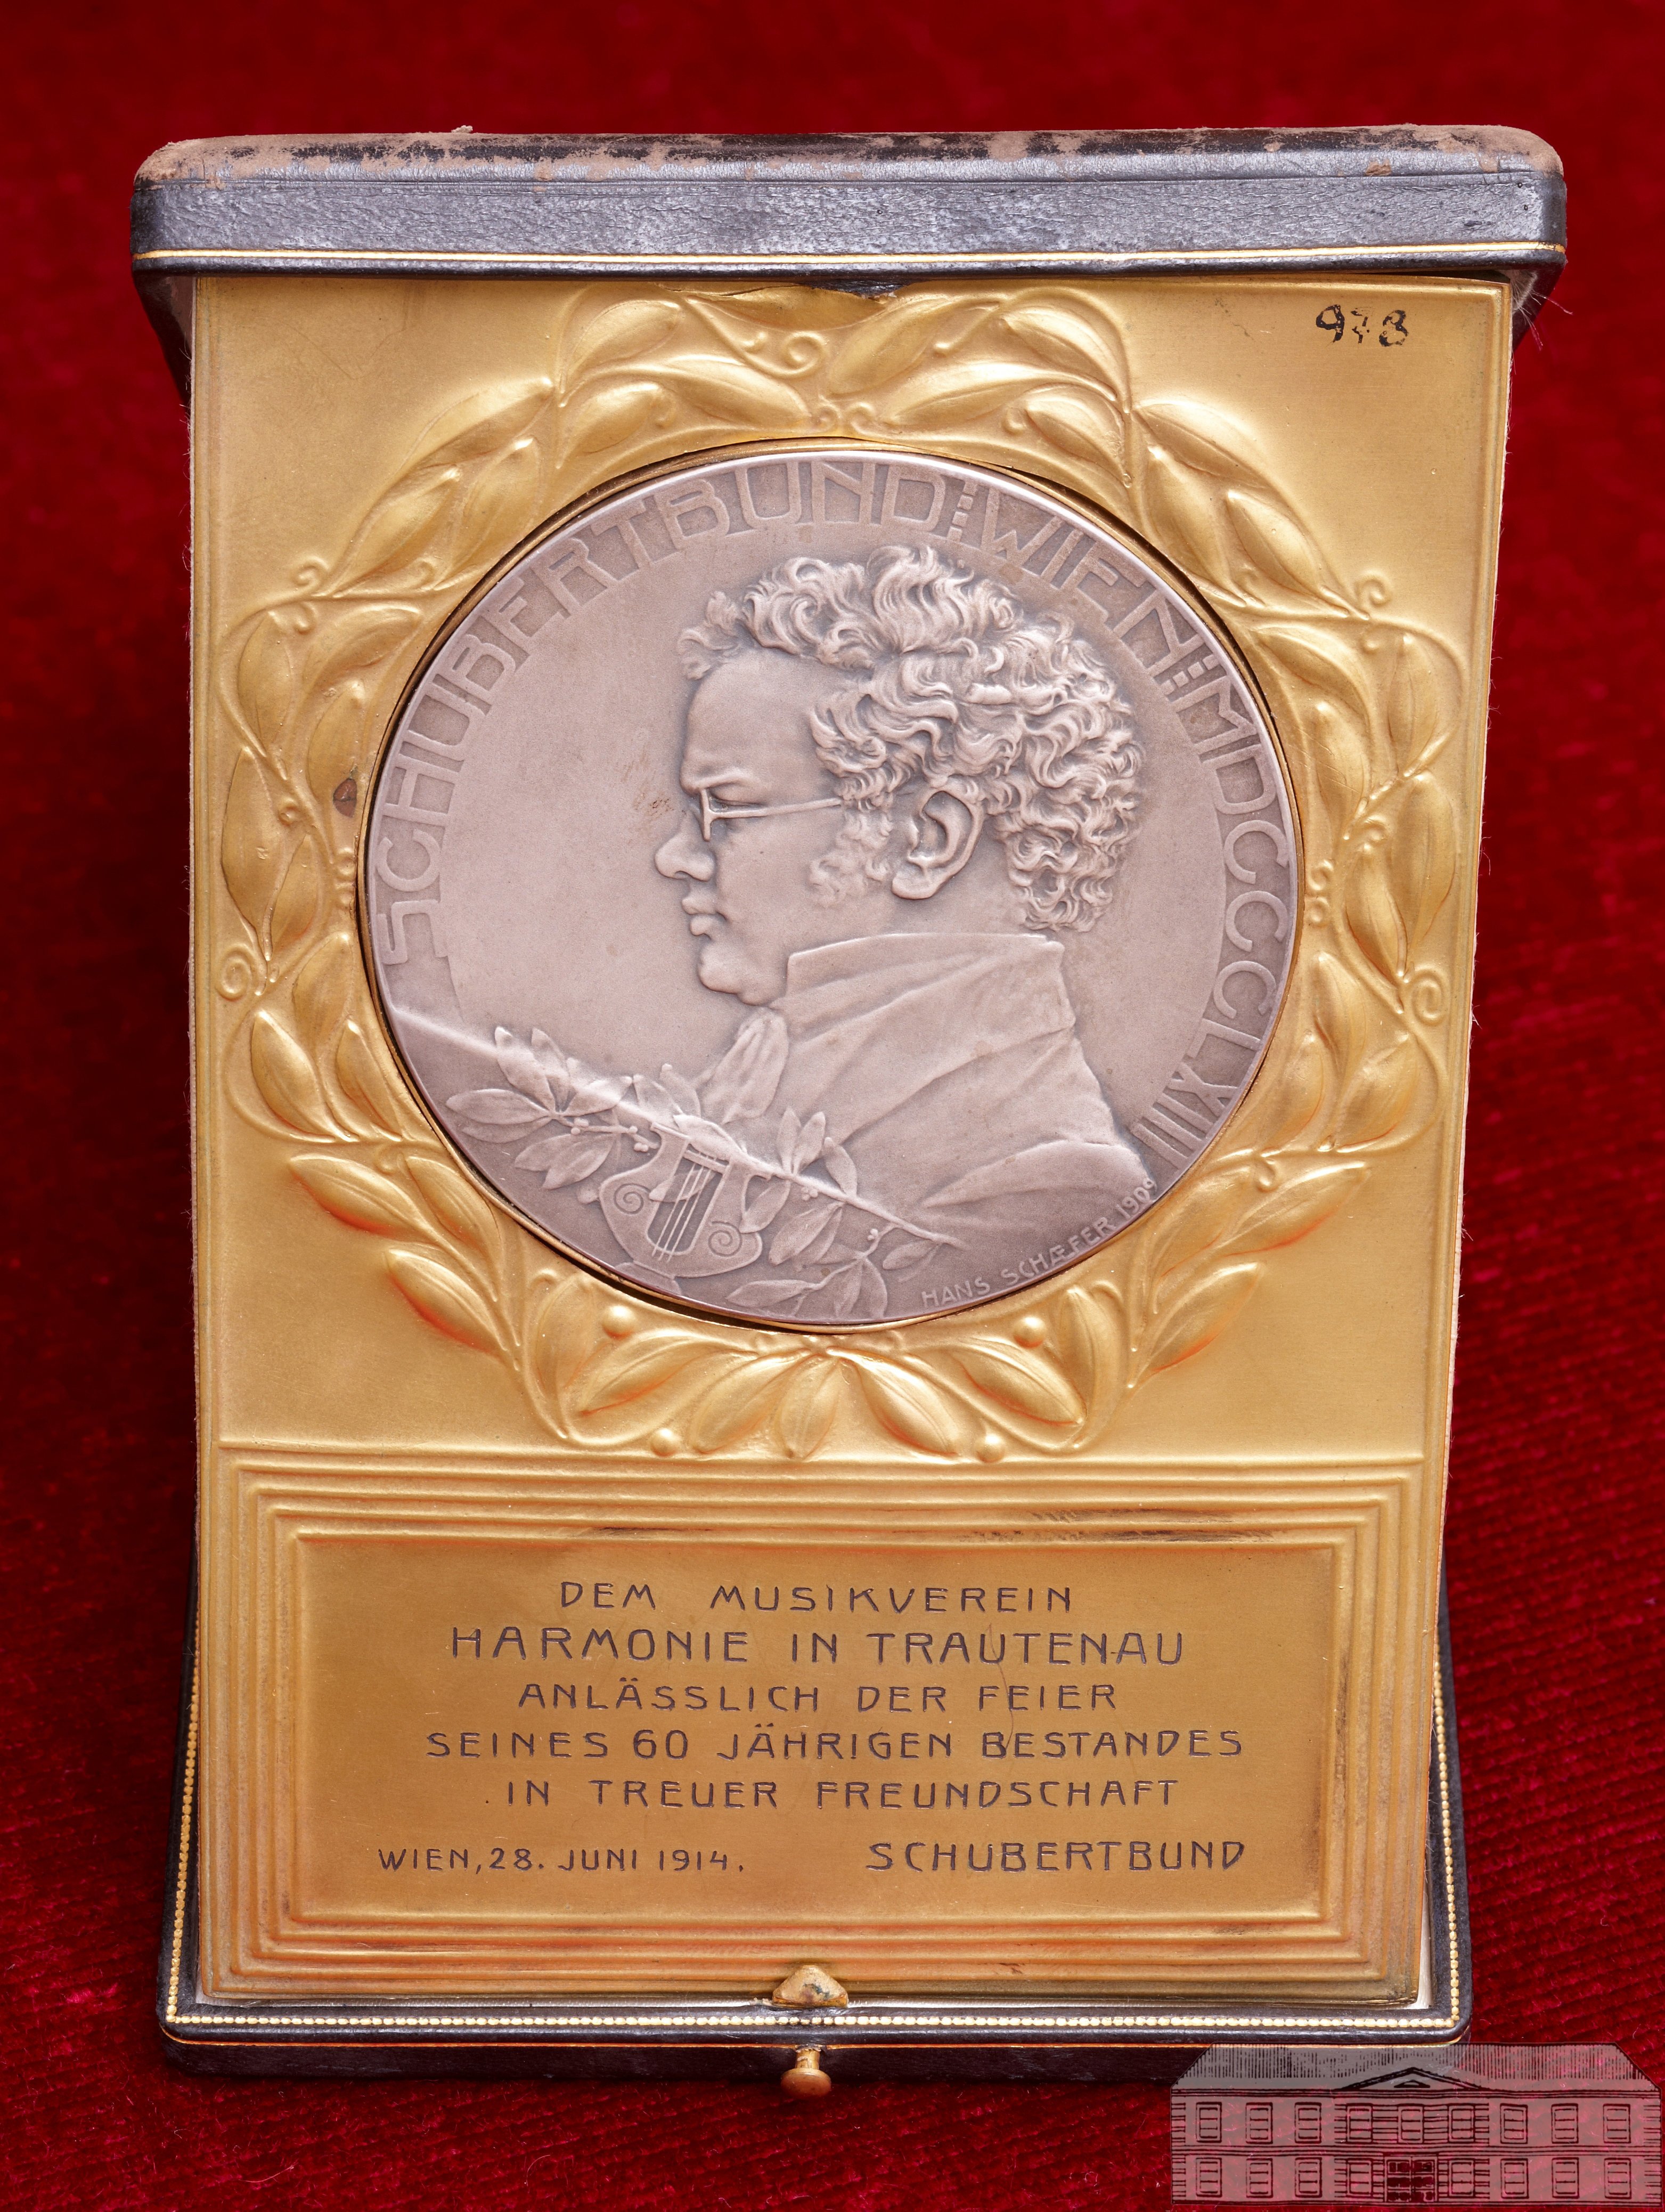 978
SCHUBERTBUND:WIEN:MDCCCLXIII
HANS SCHÆFER 1909
DEM MUSIKVEREIN
HARMONIE IN TRAUTENAU
ANLÄSSLICH DER FEIER
SEINES 60 JÄHRIGEN BESTANDES
IN TREUER FREUNDSCHAFT
WIEN, 28. JUNI 1914. SCHUBERTBUND